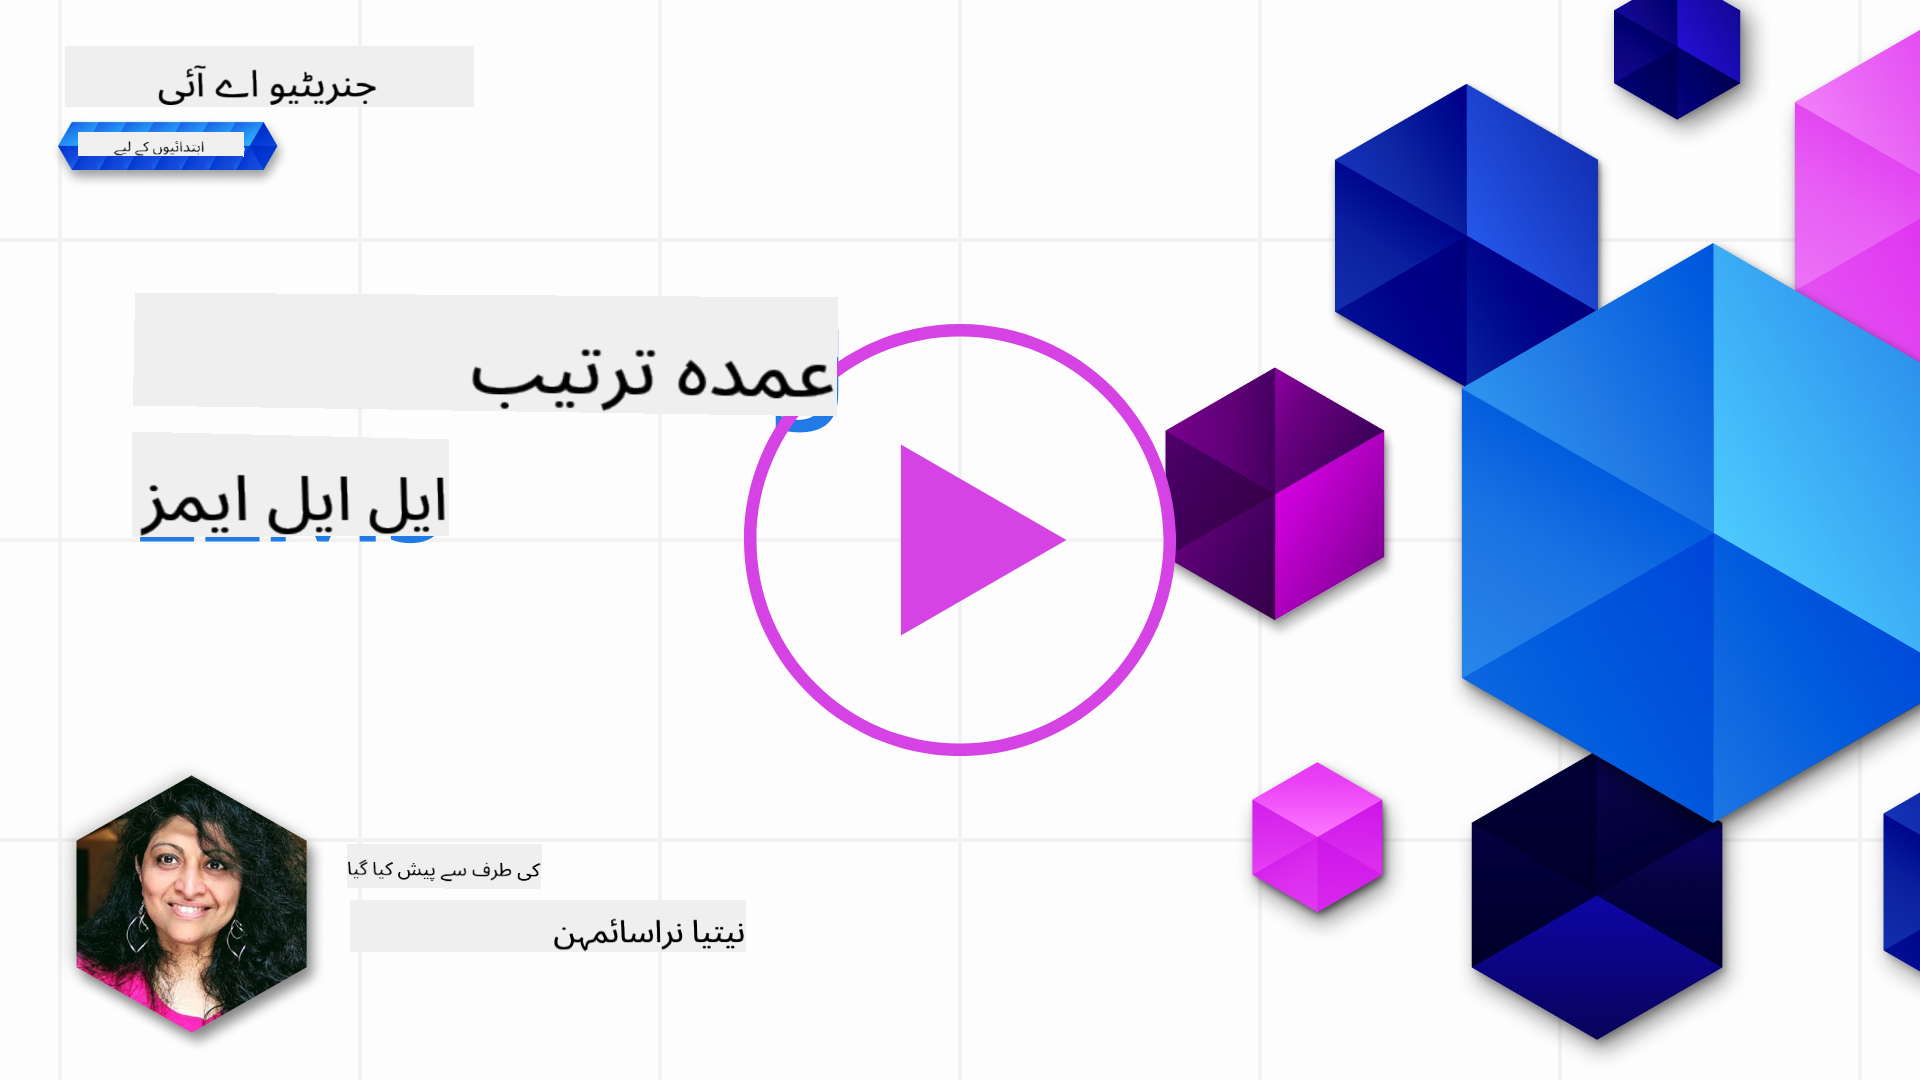 جنریٹیو اے آئی
ابتدائیوں کے لیے
عمدہ ترتیب
ایل ایل ایمز
کی طرف سے پیش کیا گیا
نیتیا نراسائمہن